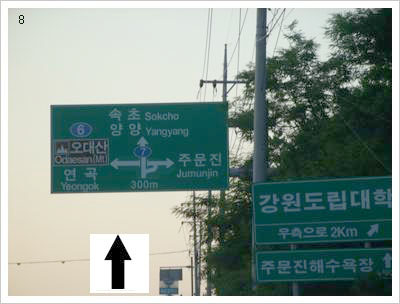 8
속초 Sokcho
양양 Yangyang
6
오대산
Odaesan(Mt)
7
연곡
Yeongok
주문진
Jumunjin
300m
강원도립대학
우측으로 2Km
주문진해수욕장